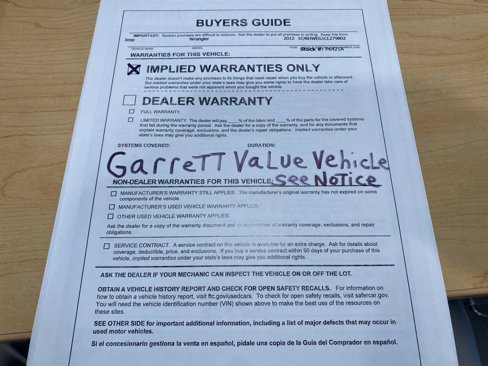 BUYERS GUIDE
IMPORTANT: Spoken promises are difficult to enforce. Ask the dealer to put all promises in writing. Keep this form.
Jeep Wrangler 2012
VEHICLE MAKE MODEL Stock #: P6421A
WARRANTIES FOR THIS VEHICLE:
X IMPLIED WARRANTIES ONLY
The dealer doesn't make any promises to fix things that need repair when you buy the vehicle or afterward.
But implied warranties under your state's laws may give you some rights to have the dealer take care of
serious problems that were not apparent when you bought the vehicle.
DEALER WARRANTY
FULL WARRANTY.
LIMITED WARRANTY. The dealer will pay ___% of the labor and ___% of the parts for the covered systems
that fail during the warranty period. Ask the dealer for a copy of the warranty, and for any documents that
explain warranty coverage, exclusions, and the dealer's repair obligations. Implied warranties under your
state's laws may give you additional rights.
SYSTEMS COVERED: DURATION:
GarreTT Value Vehicle
NON-DEALER WARRANTIES FOR THIS VEHICLE: See Notice
MANUFACTURER'S WARRANTY STILL APPLIES. The manufacturer's original warranty has not expired on some
components of the vehicle.
MANUFACTURER'S USED VEHICLE WARRANTY APPLIES.
OTHER USED VEHICLE WARRANTY APPLIES
Ask the dealer for a copy of the warranty document and an explanation of warranty coverage, exclusions, and repair
obligations.
SERVICE CONTRACT. A service contract on this vehicle is available for an extra charge. Ask for details about
coverage, deductible, price, and exclusions. If you buy a service contract within 90 days of your purchase of this
vehicle, implied warranties under your state's laws may give you additional rights.
ASK THE DEALER IF YOUR MECHANIC CAN INSPECT THE VEHICLE ON OR OFF THE LOT.
OBTAIN A VEHICLE HISTORY REPORT AND CHECK FOR OPEN SAFETY RECALLS. For information on
how to obtain a vehicle history report, visit ftc.gov/usedcars. To check for open safety recalls, visit safercar.gov.
You will need the vehicle identification number (VIN) shown above to make the best use of the resources on
these sites.
SEE OTHER SIDE for important additional information, including a list of major defects that may occur in
used motor vehicles.
Si el concesionario gestiona la venta en español, pídale una copia de la Guía del Comprador en español.